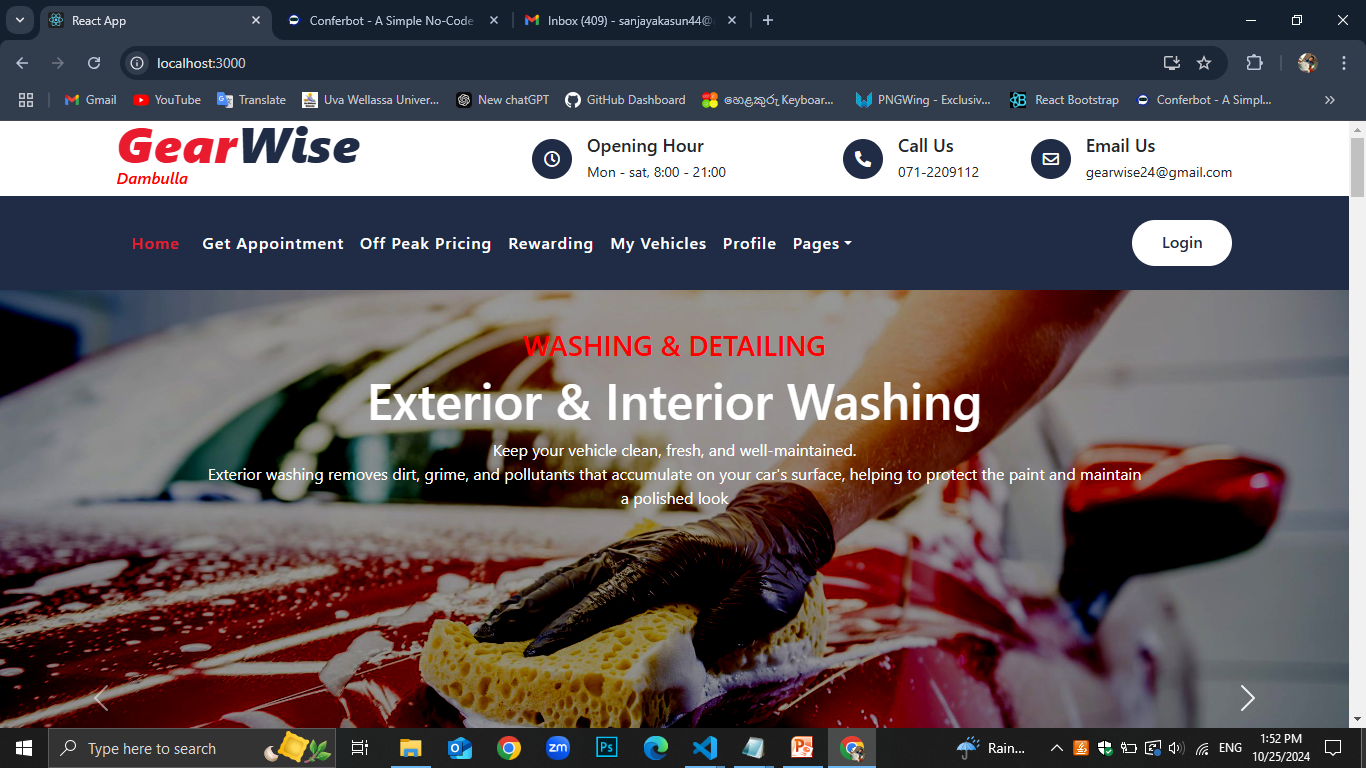 React App
Conferbot - A Simple No-Code
Inbox (409) - sanjayakasun44@
localhost:3000
Gmail
YouTube
Translate
Uva Wellassa Univer...
New chatGPT
GitHub Dashboard
හෙළකුරු Keyboar...
PNGWing - Exclusiv...
React Bootstrap
Conferbot - A Simpl...
GearWise
Dambulla
Opening Hour
Mon - sat, 8:00 - 21:00
Call Us
071-2209112
Email Us
gearwise24@gmail.com
Home
Get Appointment
Off Peak Pricing
Rewarding
My Vehicles
Profile
Pages
Login
WASHING & DETAILING
Exterior & Interior Washing
Keep your vehicle clean, fresh, and well-maintained.
Exterior washing removes dirt, grime, and pollutants that accumulate on your car's surface, helping to protect the paint and maintain
a polished look
Type here to search
zm
Ps
Rain...
ENG
1:52 PM
10/25/2024